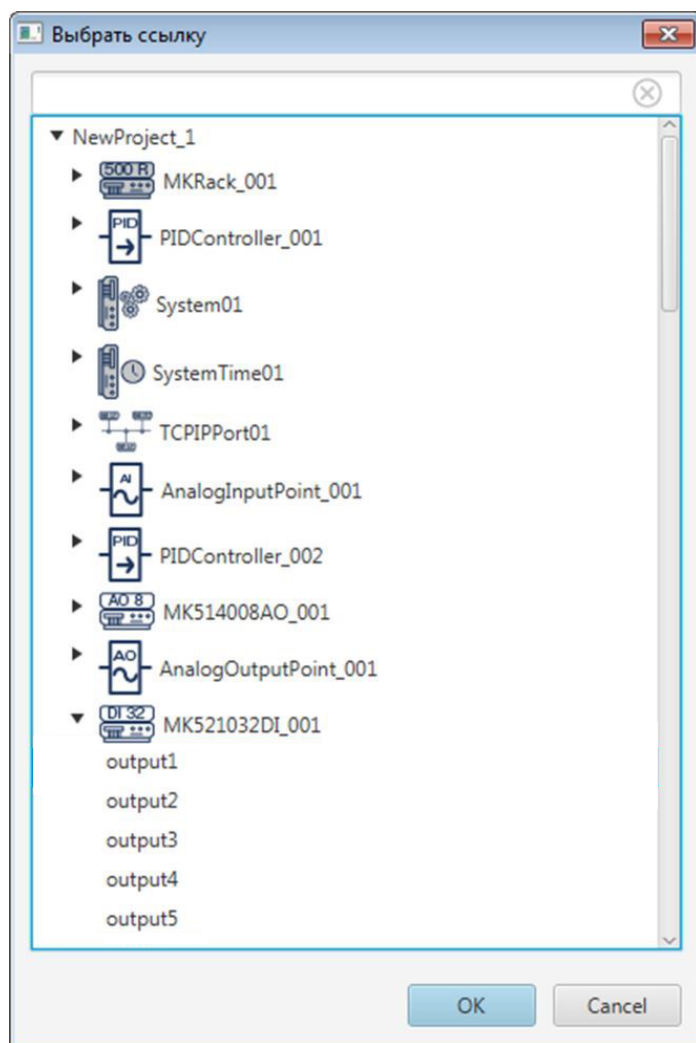 Выбрать ссылку
NewProject_1
500 R
MKRack_001
PID
PIDController_001
System01
SystemTime01
TCPIPPort01
AI
AnalogInputPoint_001
PID
PIDController_002
AO 8
MK514008AO_001
AO
AnalogOutputPoint_001
DI 32
MK521032DI_001
output1
output2
output3
output4
output5
OK Cancel